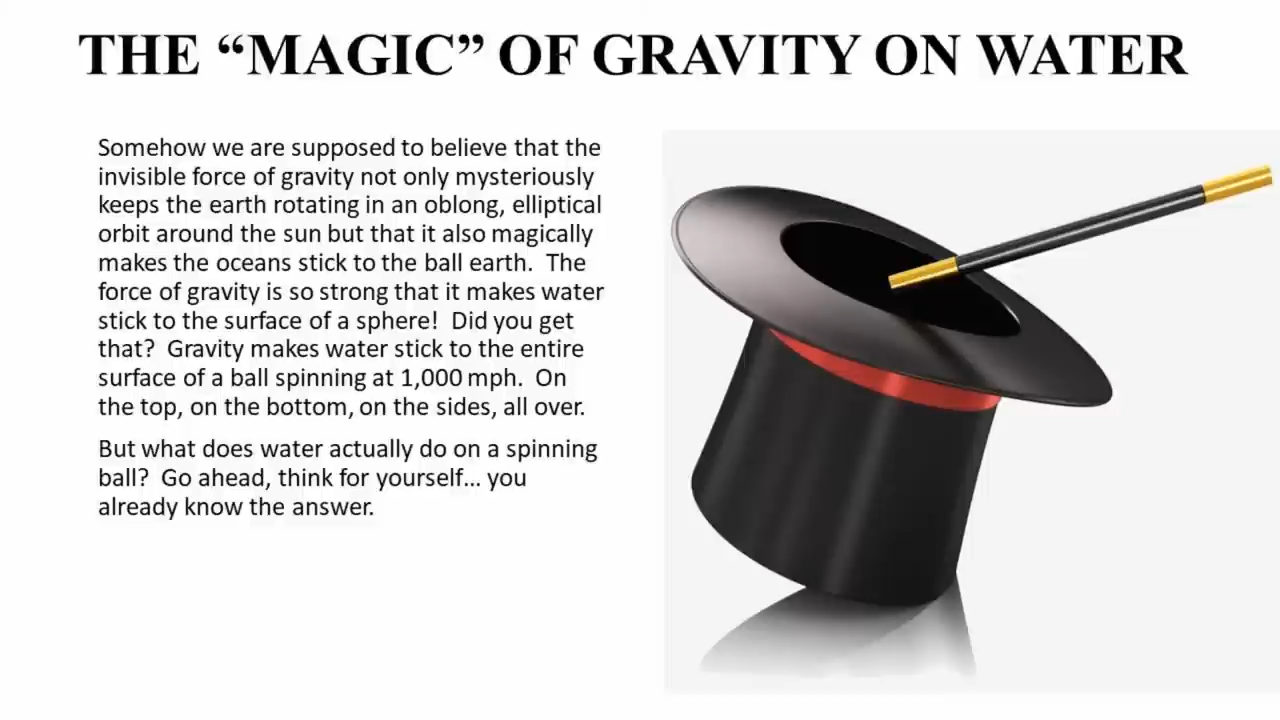 THE “MAGIC” OF GRAVITY ON WATER
Somehow we are supposed to believe that the
invisible force of gravity not only mysteriously
keeps the earth rotating in an oblong, elliptical
orbit around the sun but that it also magically
makes the oceans stick to the ball earth.  The
force of gravity is so strong that it makes water
stick to the surface of a sphere!  Did you get
that?  Gravity makes water stick to the entire
surface of a ball spinning at 1,000 mph.  On
the top, on the bottom, on the sides, all over.
But what does water actually do on a spinning
ball?  Go ahead, think for yourself… you
already know the answer.